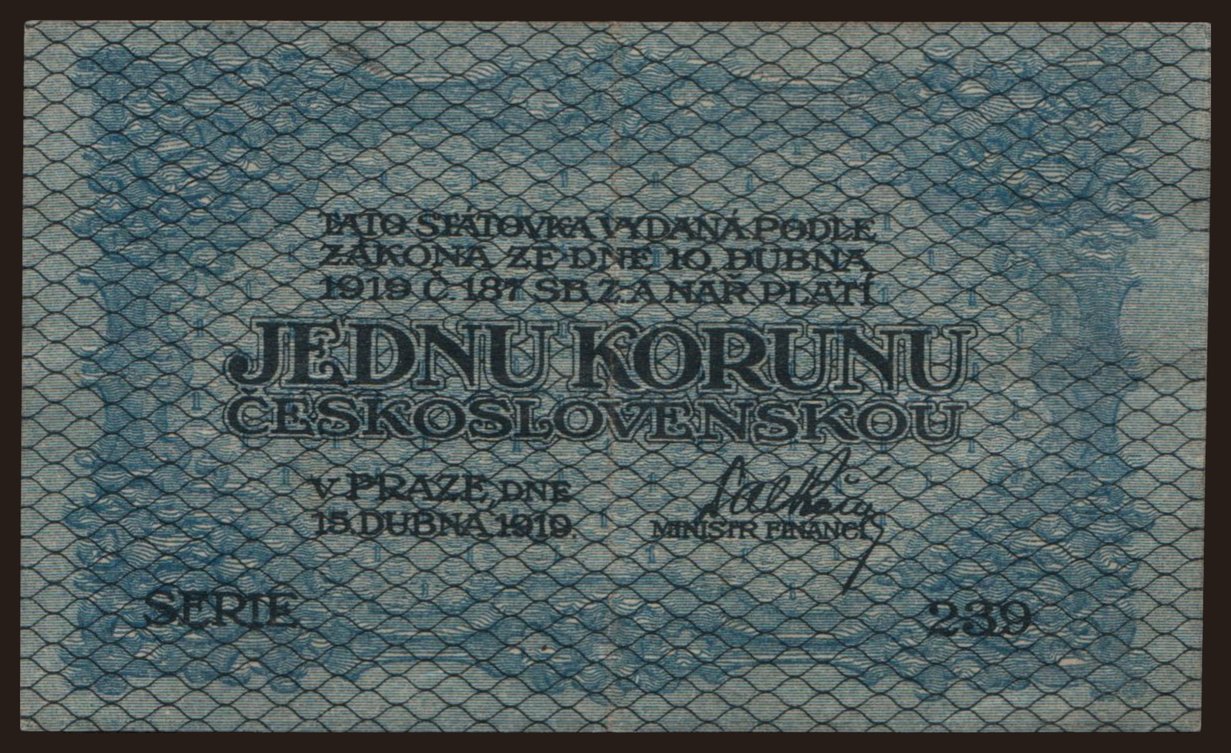 TATO STÁTOVKA VYDANÁ PODLE
ZÁKONA ZE DNE 10. DUBNA
1919 Č. 187 SB. Z. A NAŘ. PLATÍ
JEDNU KORUNU
ČESKOSLOVENSKOU
V PRAZE, DNE
15. DUBNA 1919.
MINISTR FINANCÍ
SERIE 239